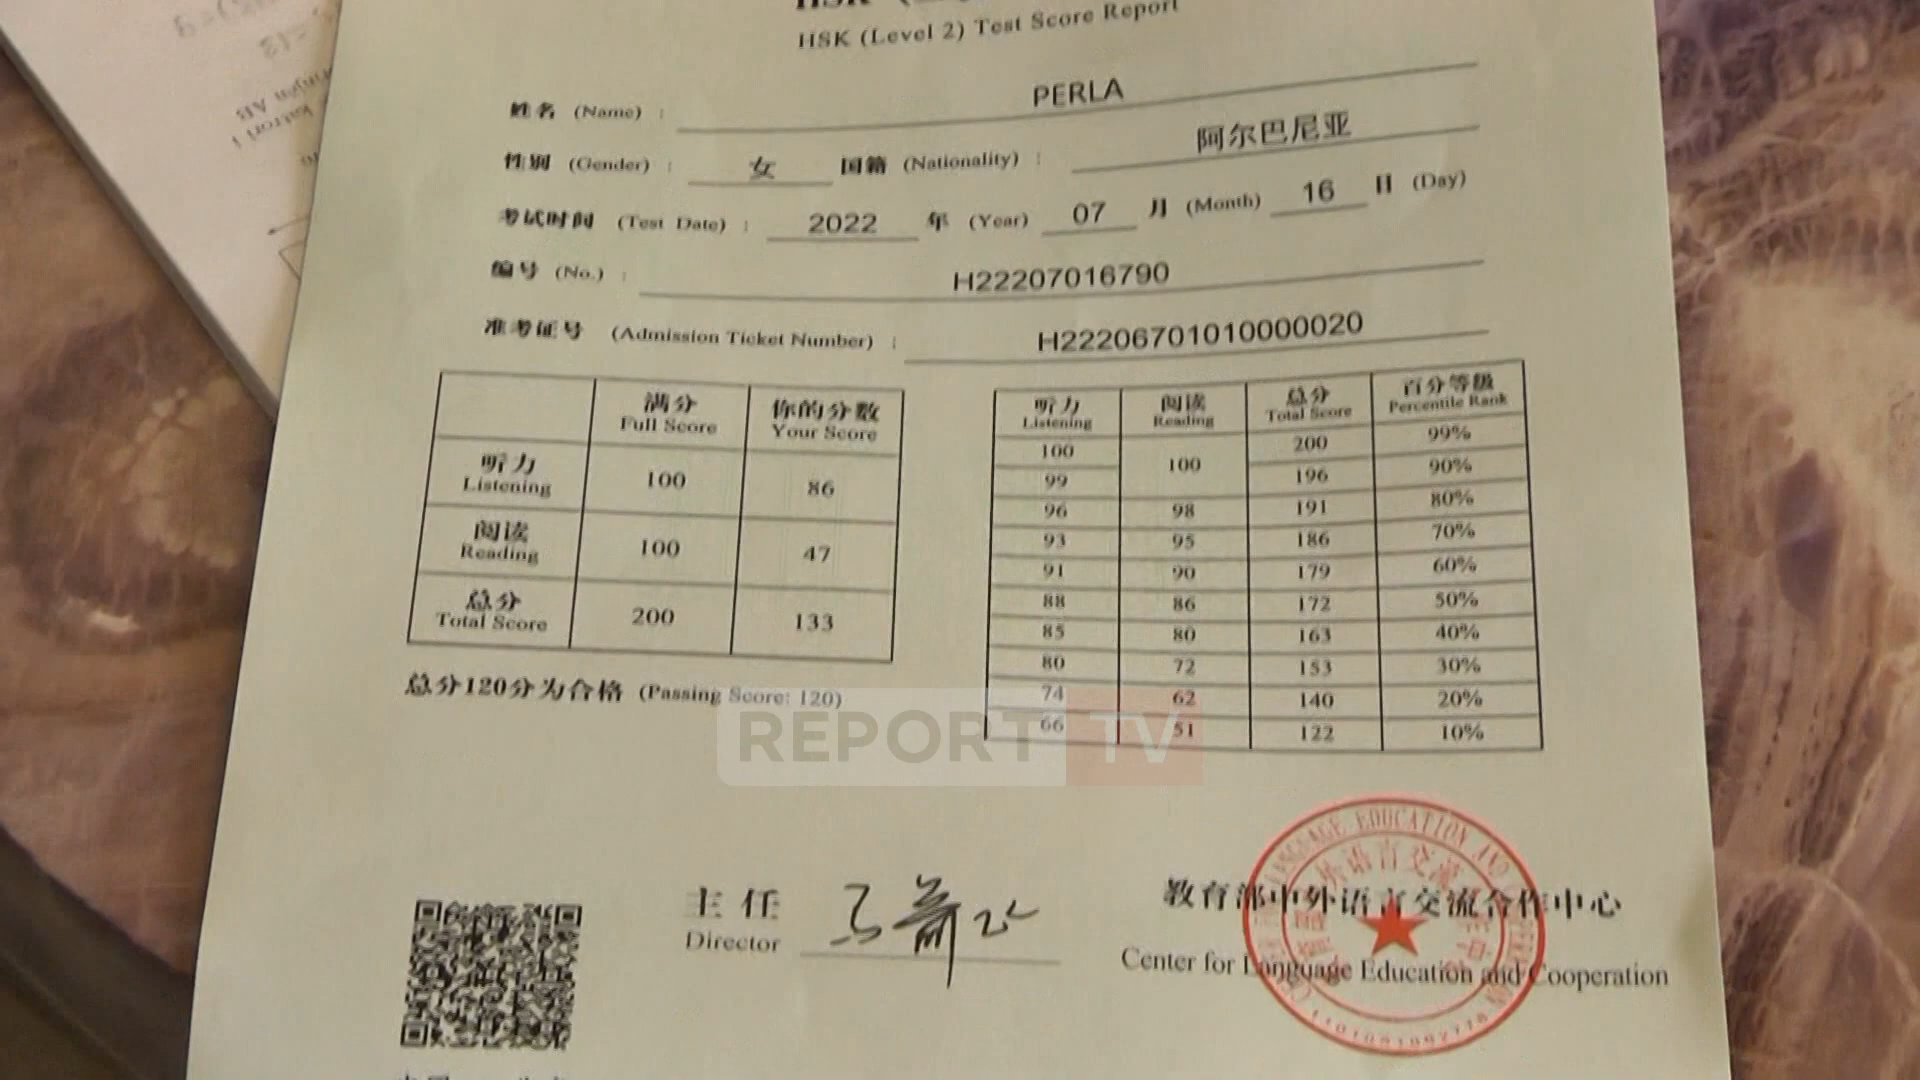 HSK (Level 2) Test Score Report
姓名 (Name) : PERLA
性别 (Gender) : 女 国籍 (Nationality) : 阿尔巴尼亚
考试时间 (Test Date) : 2022 年 (Year) 07 月 (Month) 16 日 (Day)
编号 (No.) : H22207016790
准考证号 (Admission Ticket Number) : H22206701010000020
满分 你的分数
Full Score Your Score
听力
Listening 100 86
阅读
Reading 100 47
总分
Total Score 200 133
总分120分为合格 (Passing Score: 120)
听力 阅读 总分 百分等级
Listening Reading Total Score Percentile Rank
100 100 200 99%
99 196 90%
96 98 191 80%
93 95 186 70%
91 90 179 60%
88 86 172 50%
85 80 163 40%
80 72 153 30%
74 62 140 20%
66 51 122 10%
REPORT TV
主任
Director
教育部中外语言交流合作中心
Center for Language Education and Cooperation
LANGUAGE EDUCATION AND
外语言交流